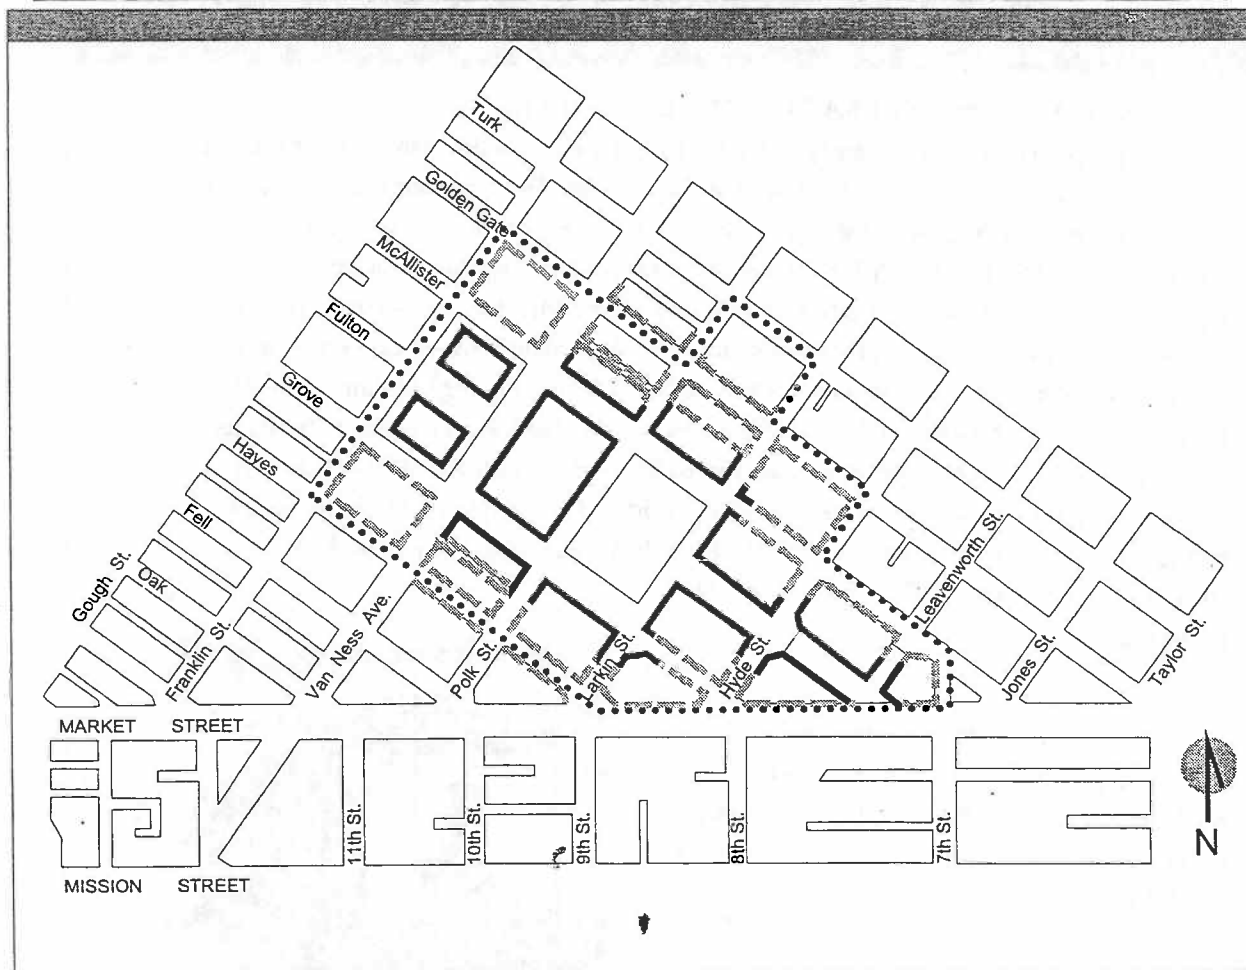 Turk
Golden Gate
McAllister
Fulton
Grove
Hayes
Fell
Oak
Gough St.
Franklin St.
Van Ness Ave.
Polk St.
Larkin St.
Hyde St.
Leavenworth St.
Jones St.
Taylor St.
MARKET STREET
11th St.
10th St.
9th St.
8th St.
7th St.
N
MISSION STREET